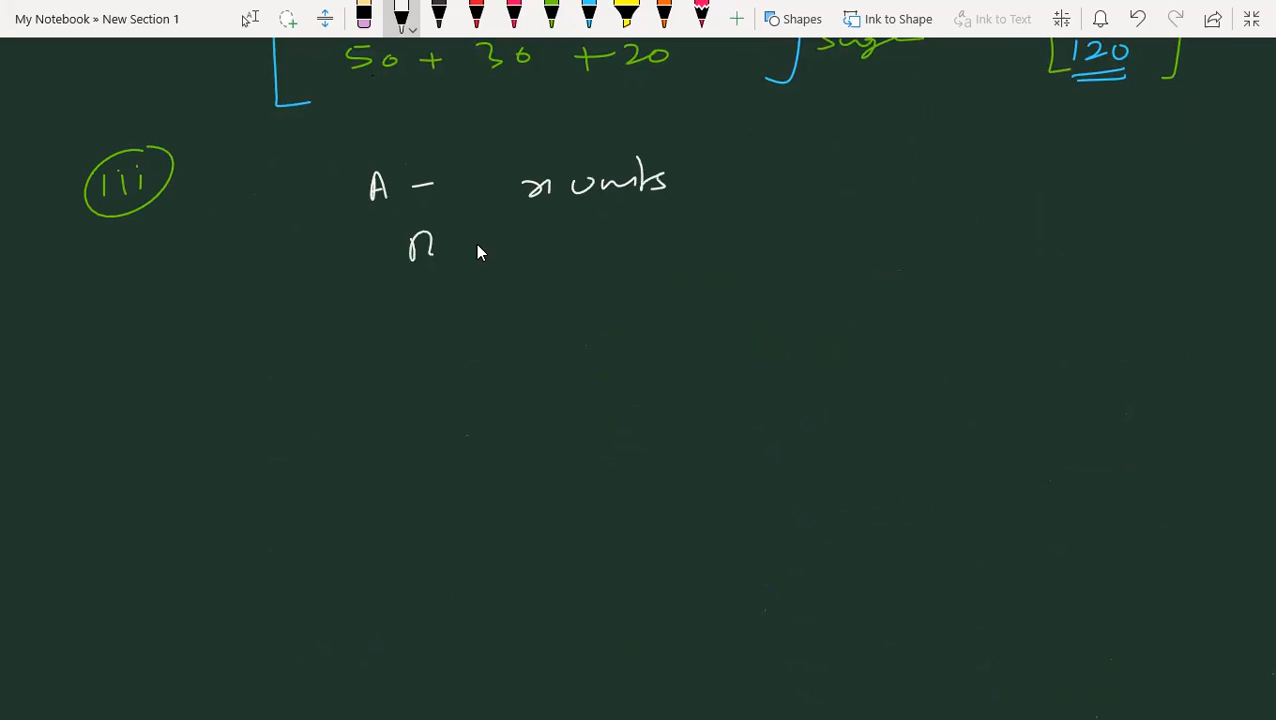 My Notebook » New Section 1
Shapes Ink to Shape Ink to Text
50 + 30 + 20
120
iii
A - x units